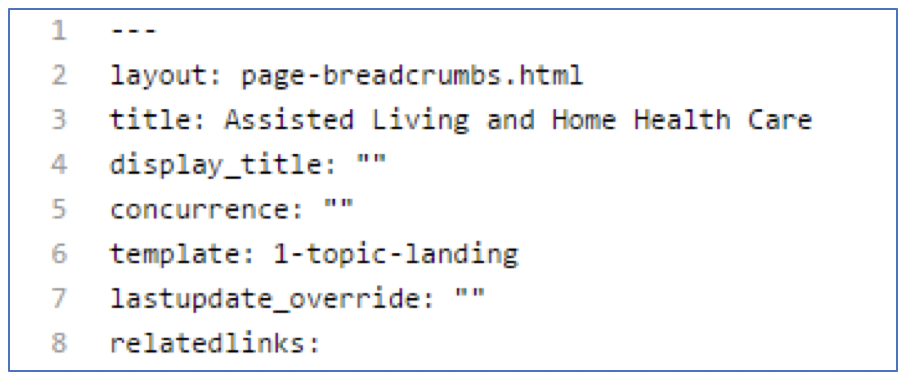 1 ---
2 layout: page-breadcrumbs.html
3 title: Assisted Living and Home Health Care
4 display_title: ""
5 concurrence: ""
6 template: 1-topic-landing
7 lastupdate_override: ""
8 relatedlinks: